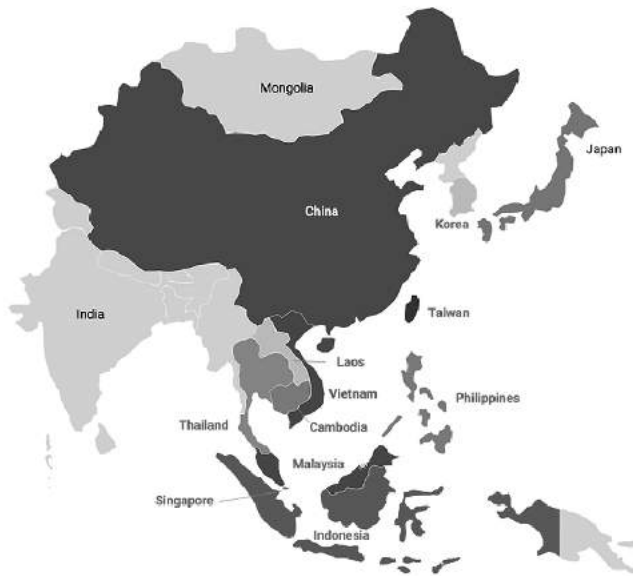 Mongolia
Japan
China
Korea
India
Taiwan
Laos
Vietnam
Philippines
Thailand
Cambodia
Malaysia
Singapore
Indonesia